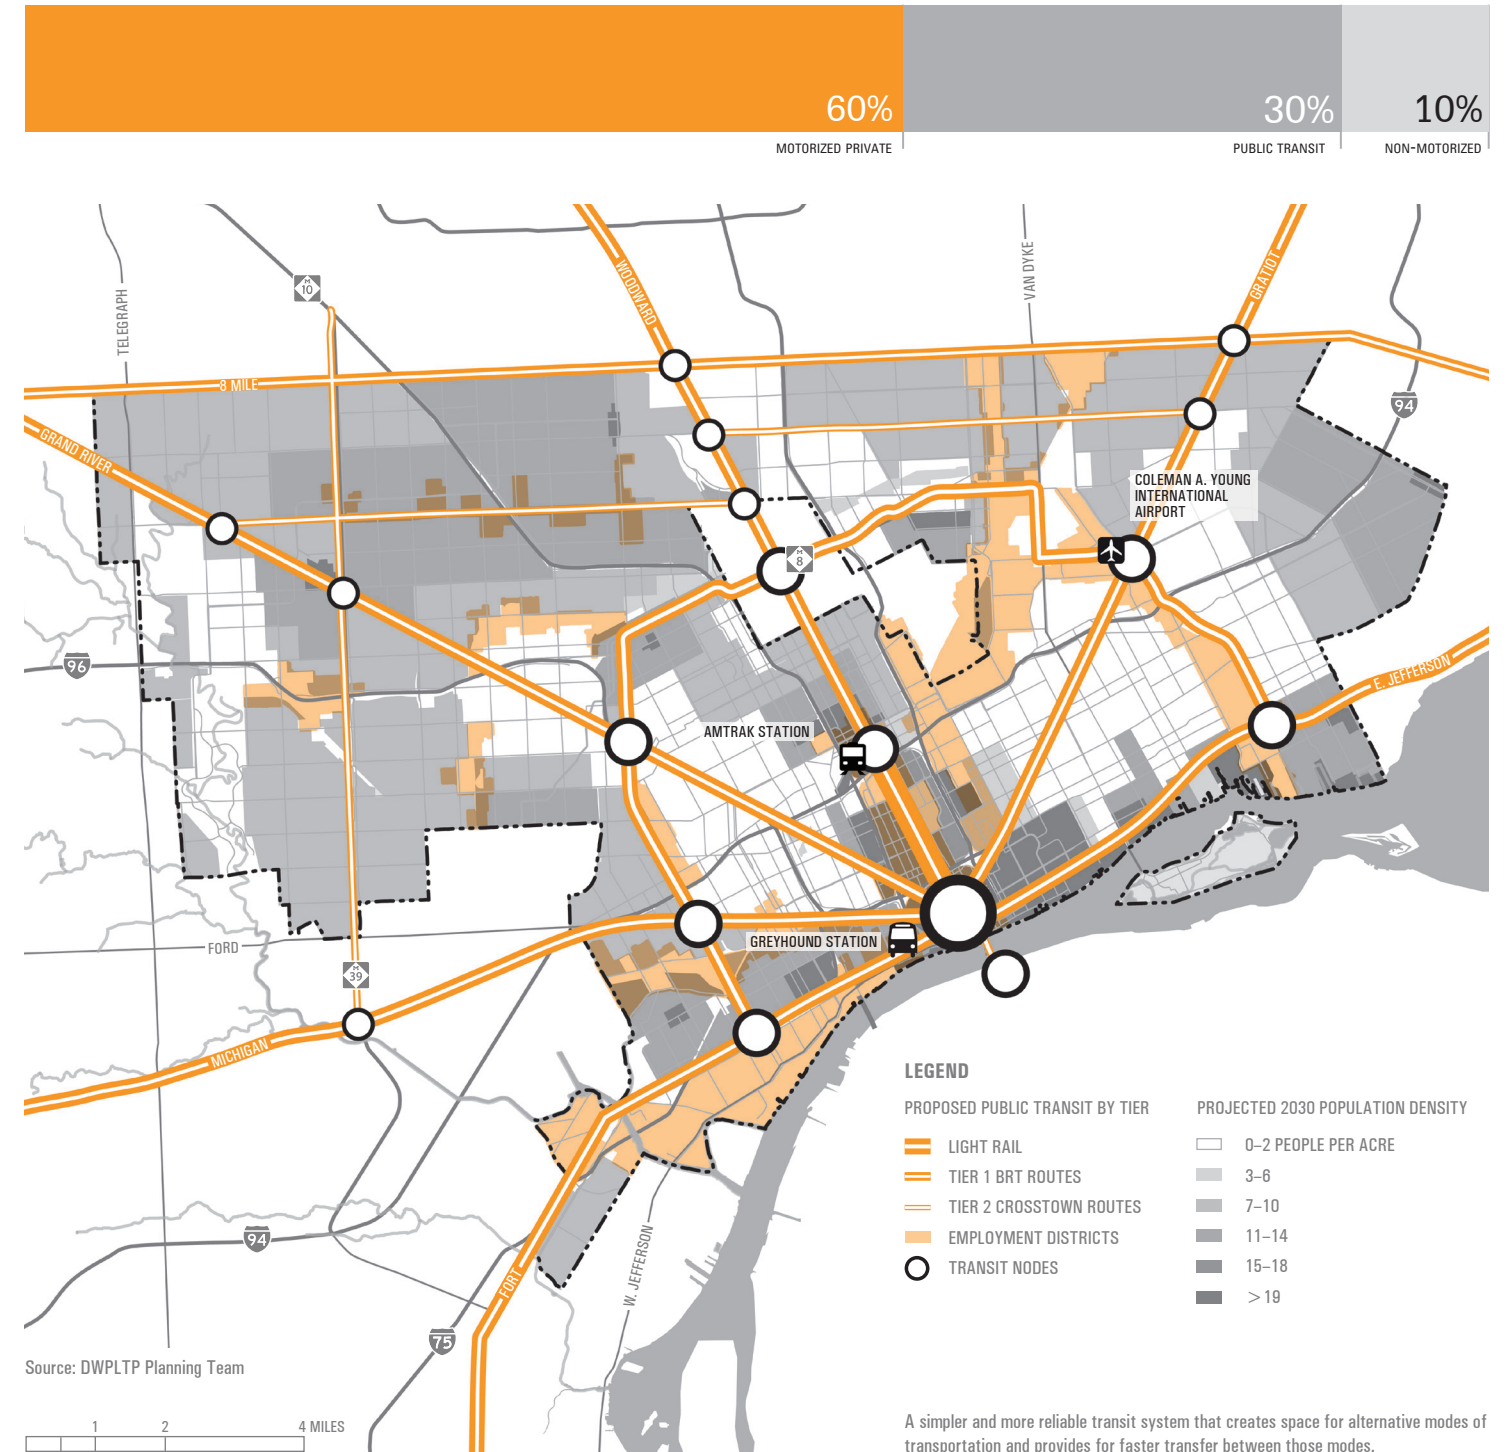 60%
30%
10%
MOTORIZED PRIVATE
PUBLIC TRANSIT
NON-MOTORIZED
TELEGRAPH
M
10
WOODWARD
VAN DYKE
GRATIOT
8 MILE
94
GRAND RIVER
COLEMAN A. YOUNG
INTERNATIONAL
AIRPORT
M
8
96
E. JEFFERSON
AMTRAK STATION
GREYHOUND STATION
FORD
M
39
MICHIGAN
94
FORT
W. JEFFERSON
75
LEGEND
PROPOSED PUBLIC TRANSIT BY TIER
LIGHT RAIL
TIER 1 BRT ROUTES
TIER 2 CROSSTOWN ROUTES
EMPLOYMENT DISTRICTS
TRANSIT NODES
PROJECTED 2030 POPULATION DENSITY
0–2 PEOPLE PER ACRE
3–6
7–10
11–14
15–18
>19
Source: DWPLTP Planning Team
1 2 4 MILES
A simpler and more reliable transit system that creates space for alternative modes of
transportation and provides for faster transfer between those modes.